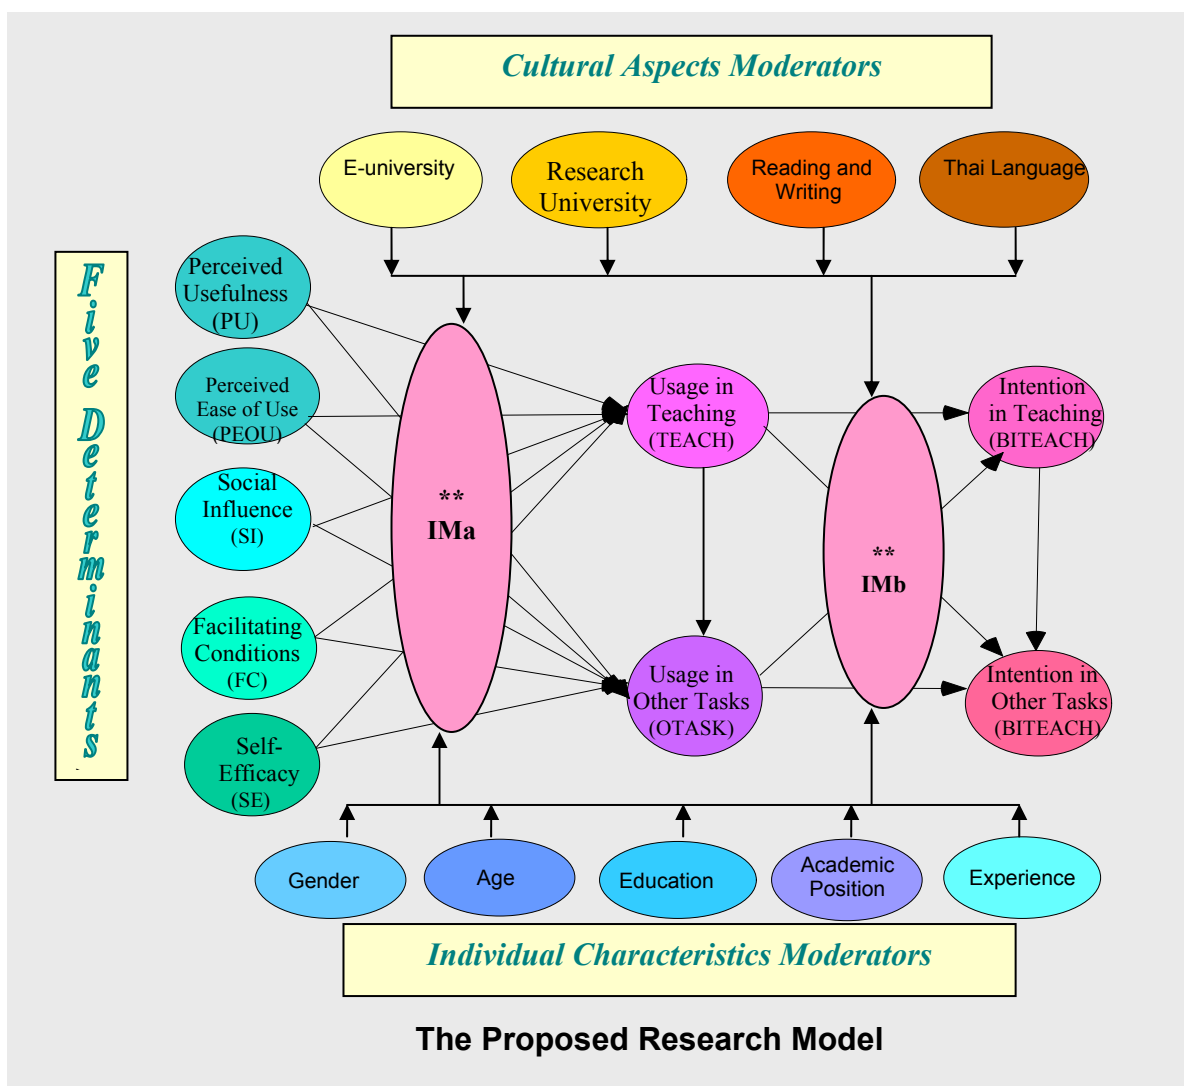 Cultural Aspects Moderators
E-university
Research
University
Reading and
Writing
Thai Language
Five Determinants
Perceived
Usefulness
(PU)
Perceived
Ease of Use
(PEOU)
Social
Influence
(SI)
Facilitating
Conditions
(FC)
Self-
Efficacy
(SE)
**
IMa
Usage in
Teaching
(TEACH)
Usage in
Other Tasks
(OTASK)
**
IMb
Intention
in Teaching
(BITEACH)
Intention in
Other Tasks
(BITEACH)
Gender
Age
Education
Academic
Position
Experience
Individual Characteristics Moderators
The Proposed Research Model